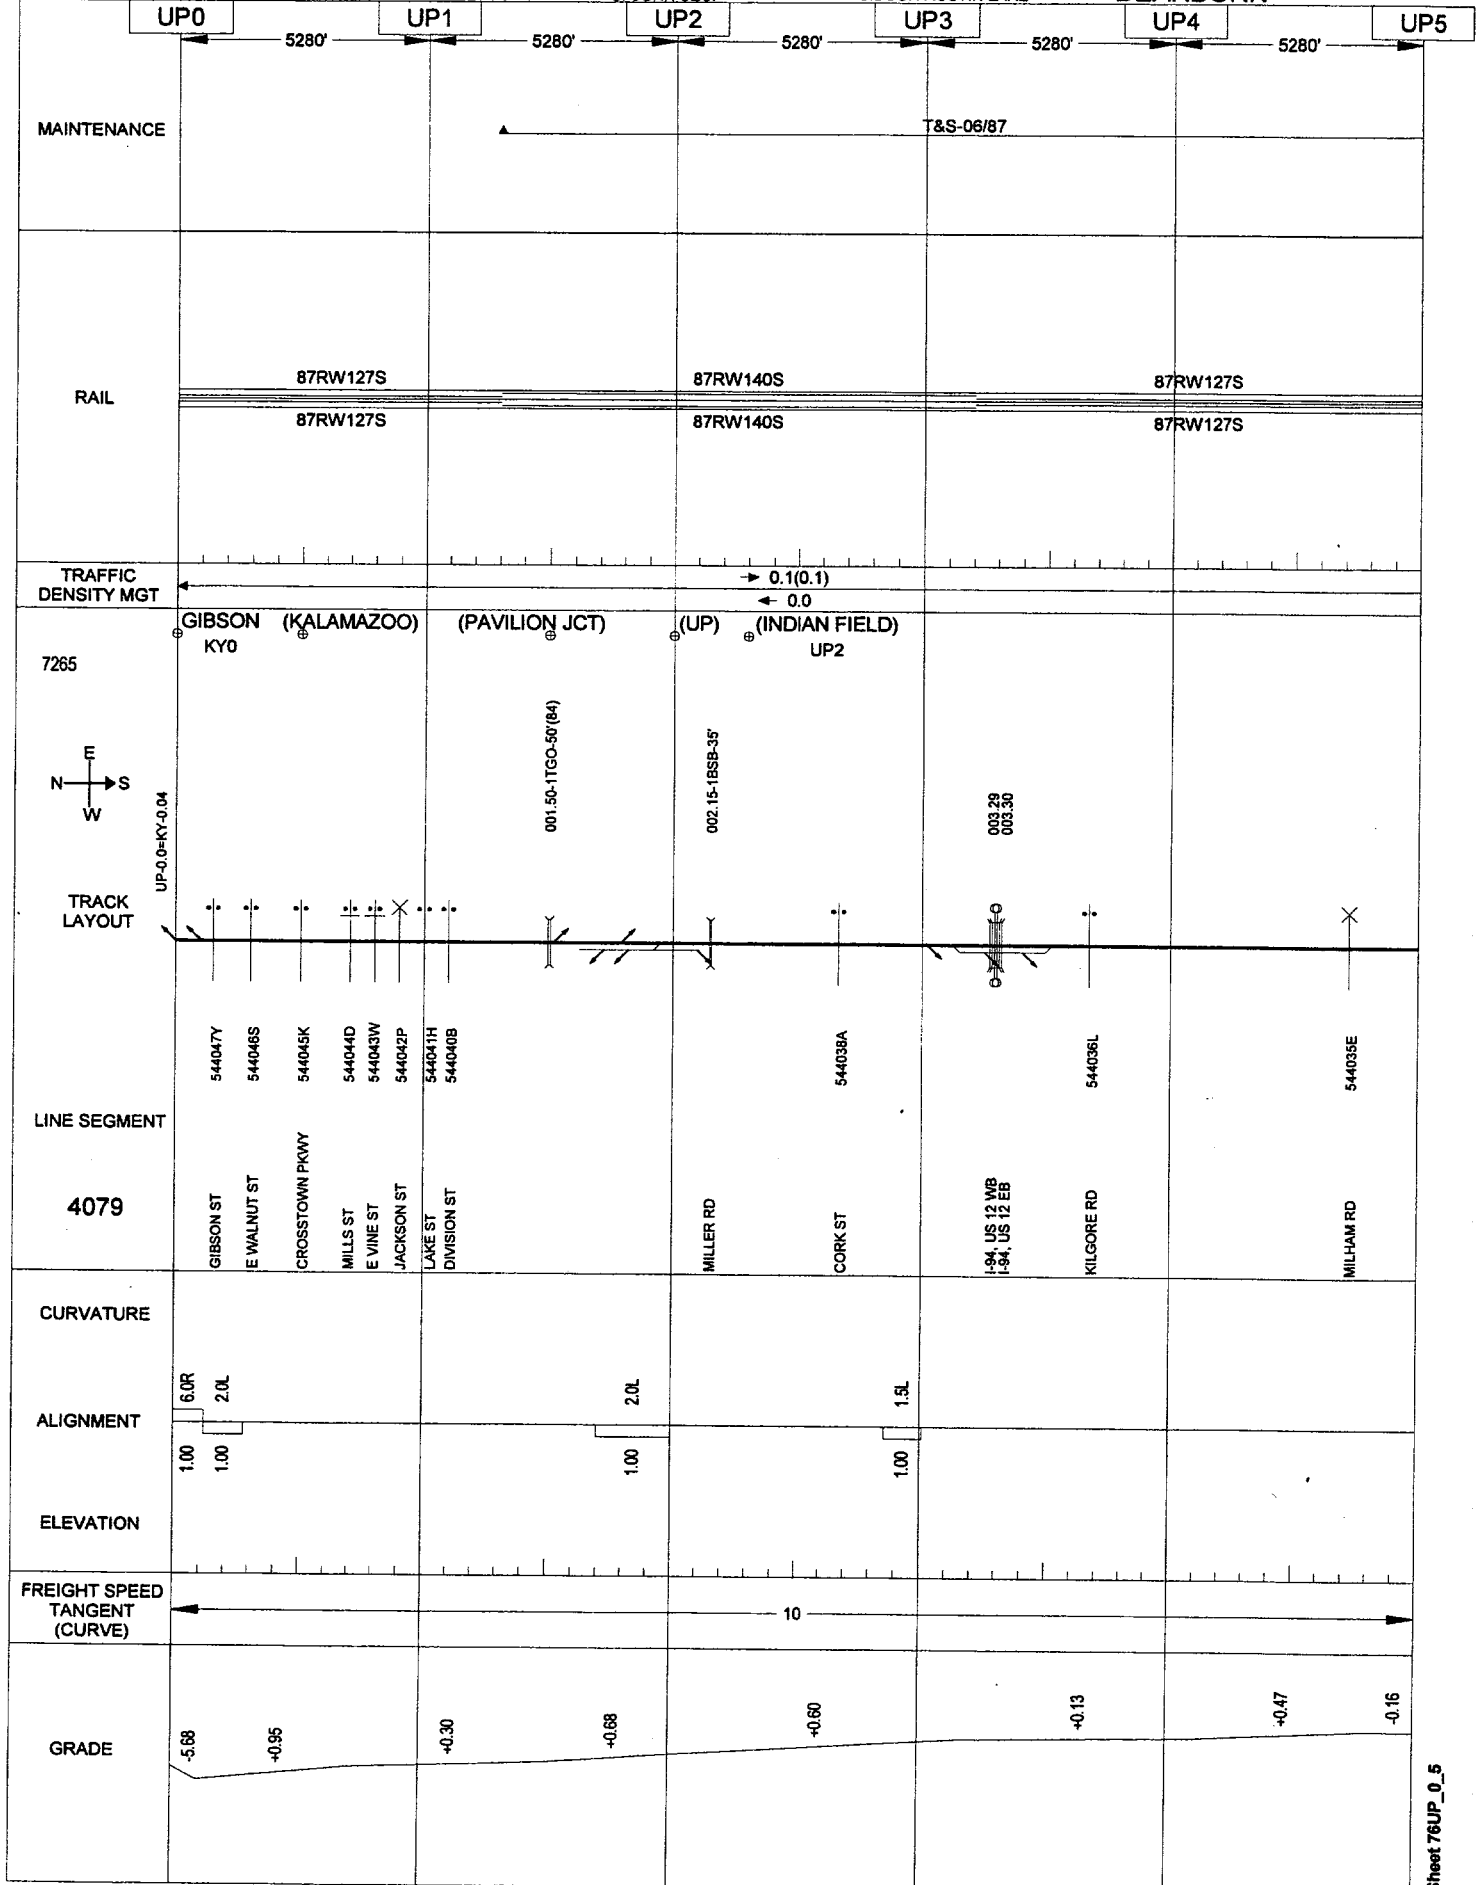 DEARBORN
UP0 UP1 UP2 UP3 UP4 UP5
5280' 5280' 5280' 5280' 5280'
MAINTENANCE
T&S-06/87
RAIL
87RW127S 87RW140S 87RW127S
87RW127S 87RW140S 87RW127S
TRAFFIC
DENSITY MGT
0.1(0.1)
0.0
GIBSON (KALAMAZOO) (PAVILION JCT) (UP) (INDIAN FIELD)
KY0 UP2
7265
E
N S
W
UP-0.0=KY-0.04
001.50-1TGO-50'(84)
002.15-1BSB-35'
003.29
003.30
TRACK
LAYOUT
544047Y
544046S
544045K
544044D
544043W
544042P
544041H
544040B
544038A
544036L
544035E
LINE SEGMENT
4079
GIBSON ST
E WALNUT ST
CROSSTOWN PKWY
MILLS ST
E VINE ST
JACKSON ST
LAKE ST
DIVISION ST
MILLER RD
CORK ST
I-94, US 12 WB
I-94, US 12 EB
KILGORE RD
MILHAM RD
CURVATURE
6.0R 2.0L 2.0L 1.5L
ALIGNMENT
1.00 1.00 1.00 1.00
ELEVATION
FREIGHT SPEED
TANGENT
(CURVE)
10
GRADE
-5.68 +0.95 +0.30 +0.68 +0.60 +0.13 +0.47 -0.16
Sheet 76UP_0_5